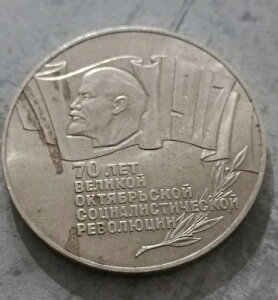 1917
70 ЛЕТ
ВЕЛИКОЙ
ОКТЯБРЬСКОЙ
СОЦИАЛИСТИЧЕСКОЙ
РЕВОЛЮЦИИ